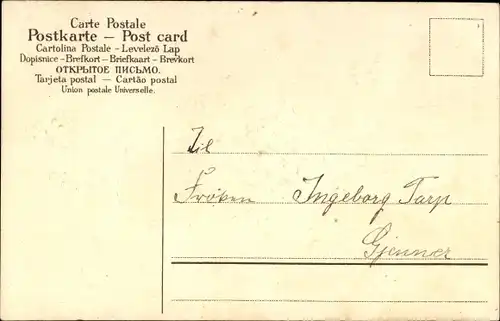 Carte Postale
Postkarte – Post card
Cartolina Postale – Levelező Lap
Dopisnice – Brefkort – Briefkaart – Brevkort
ОТКРЫТОЕ ПИСЬМО.
Tarjeta postal – Cartão postal
Union postale Universelle.
Til
Fröken Ingeborg Tarp
Gjenner